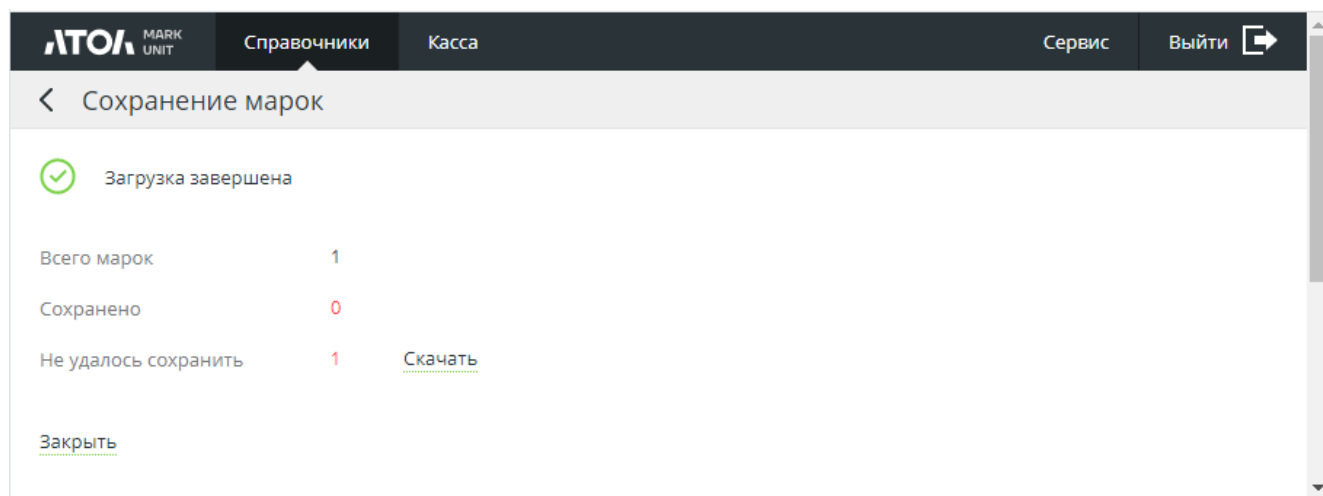 АТОЛ MARK UNIT Справочники Касса Сервис Выйти
Сохранение марок
Загрузка завершена
Всего марок 1
Сохранено 0
Не удалось сохранить 1 Скачать
Закрыть